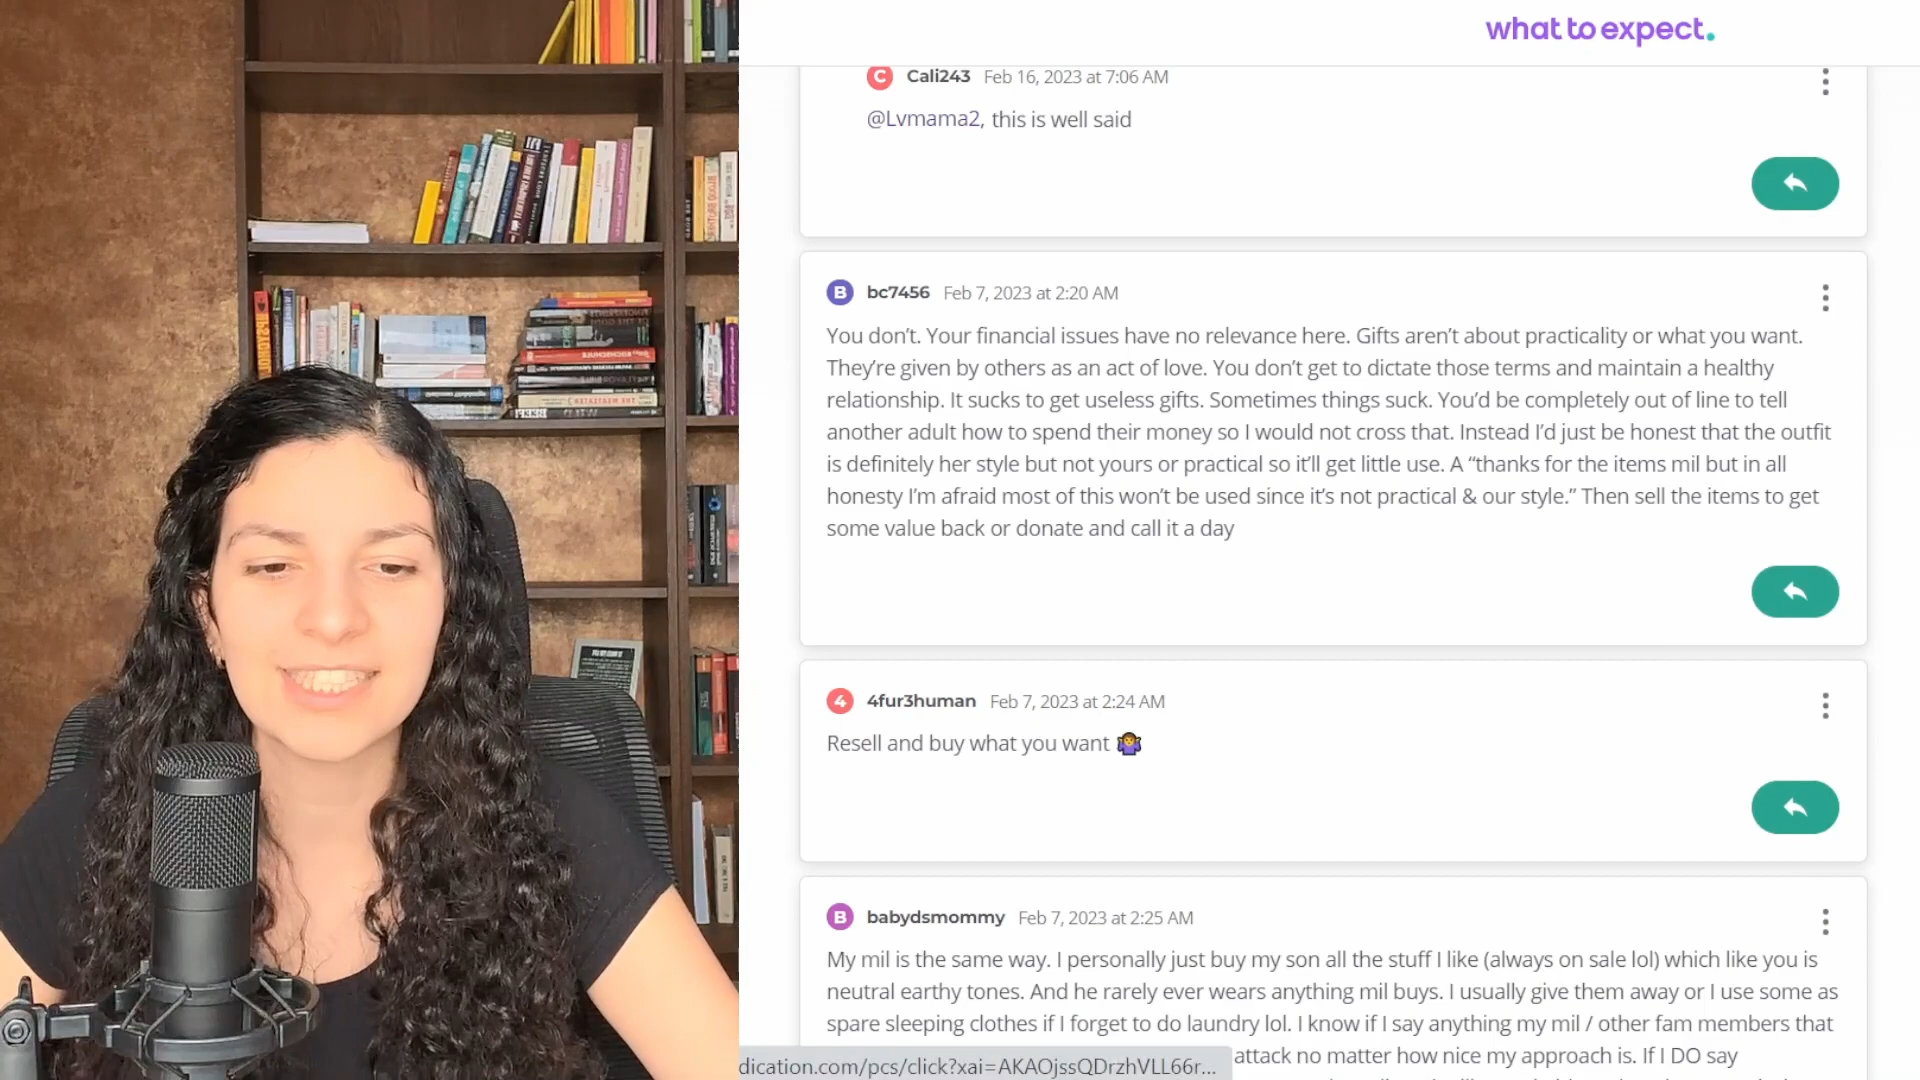 what to expect.
C Cali243 Feb 16, 2023 at 7:06 AM
@Lvmama2, this is well said
B bc7456 Feb 7, 2023 at 2:20 AM
You don’t. Your financial issues have no relevance here. Gifts aren’t about practicality or what you want.
They’re given by others as an act of love. You don’t get to dictate those terms and maintain a healthy
relationship. It sucks to get useless gifts. Sometimes things suck. You’d be completely out of line to tell
another adult how to spend their money so I would not cross that. Instead I’d just be honest that the outfit
is definitely her style but not yours or practical so it’ll get little use. A “thanks for the items mil but in all
honesty I’m afraid most of this won’t be used since it’s not practical & our style.” Then sell the items to get
some value back or donate and call it a day
4 4fur3human Feb 7, 2023 at 2:24 AM
Resell and buy what you want 🤷🏽‍♀️
B babydsmommy Feb 7, 2023 at 2:25 AM
My mil is the same way. I personally just buy my son all the stuff I like (always on sale lol) which like you is
neutral earthy tones. And he rarely ever wears anything mil buys. I usually give them away or I use some as
spare sleeping clothes if I forget to do laundry lol. I know if I say anything my mil / other fam members that
attack no matter how nice my approach is. If I DO say
dication.com/pcs/click?xai=AKAOjssQDrzhVLL66r...